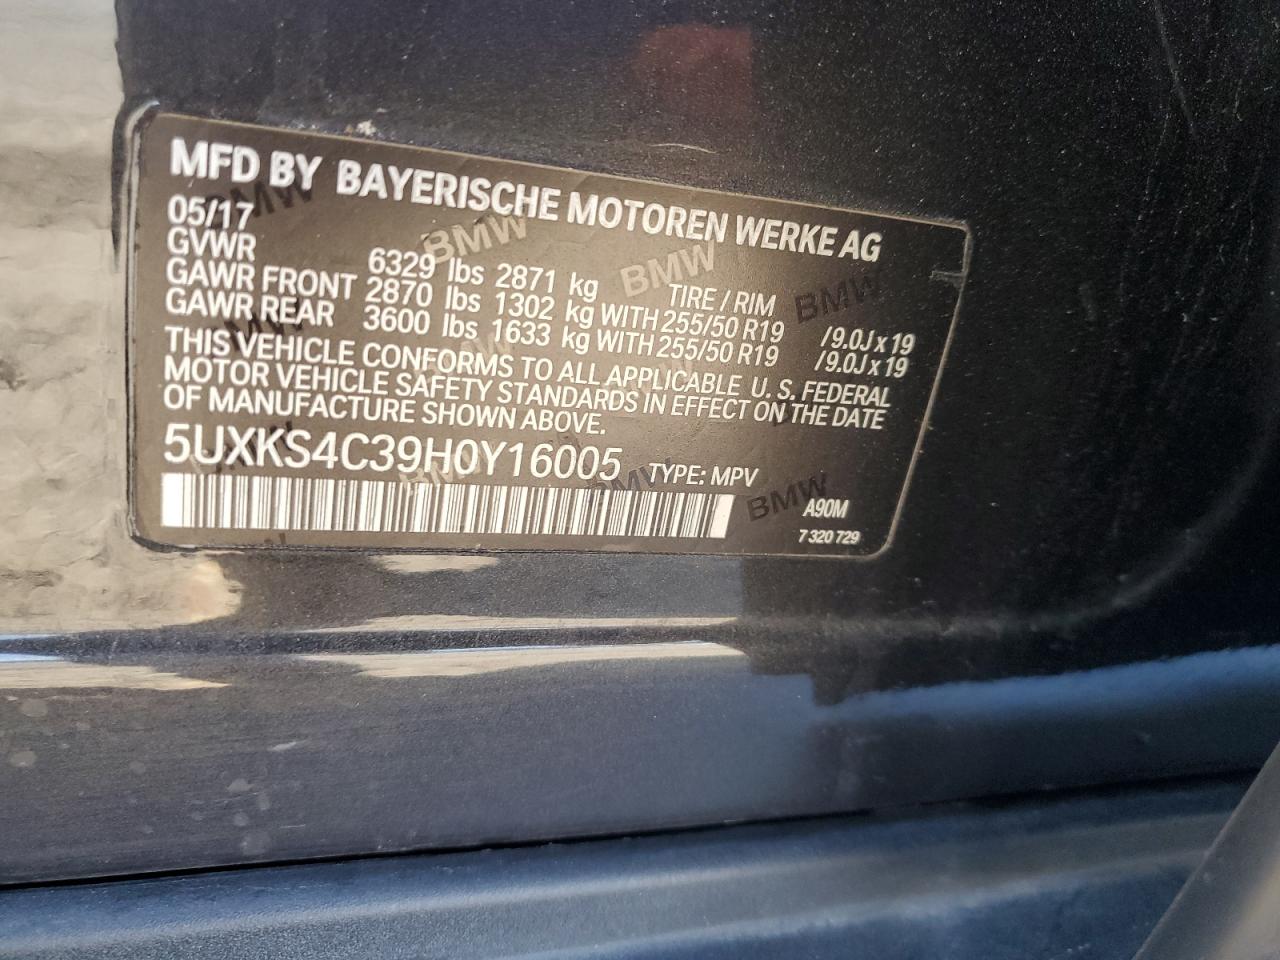 MFD BY BAYERISCHE MOTOREN WERKE AG
05/17
GVWR 6329 lbs 2871 kg TIRE / RIM
GAWR FRONT 2870 lbs 1302 kg WITH 255/50 R19 /9.0J x 19
GAWR REAR 3600 lbs 1633 kg WITH 255/50 R19 /9.0J x 19
THIS VEHICLE CONFORMS TO ALL APPLICABLE U. S. FEDERAL
MOTOR VEHICLE SAFETY STANDARDS IN EFFECT ON THE DATE
OF MANUFACTURE SHOWN ABOVE.
5UXKS4C39H0Y16005 TYPE: MPV
A90M
7 320 729